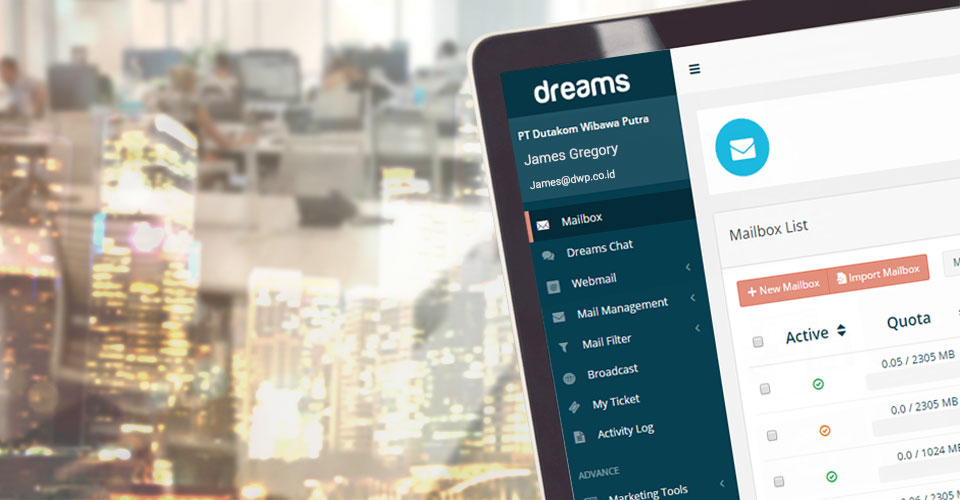 dreams
PT Dutakom Wibawa Putra
James Gregory
James@dwp.co.id
Mailbox
Dreams Chat
Webmail
Mail Management
Mail Filter
Broadcast
My Ticket
Activity Log
ADVANCE
Marketing Tools
Mailbox List
New Mailbox
Import Mailbox
M
Active
Quota
0.05 / 2305 MB
0.0 / 2305 MB
0.0 / 1024 MB
/ 2305 M